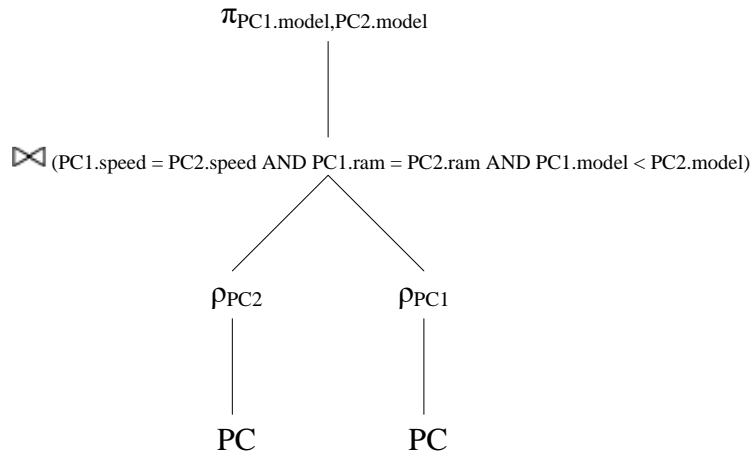 πPC1.model,PC2.model
⋈ (PC1.speed = PC2.speed AND PC1.ram = PC2.ram AND PC1.model < PC2.model)
ρPC2 ρPC1
PC PC